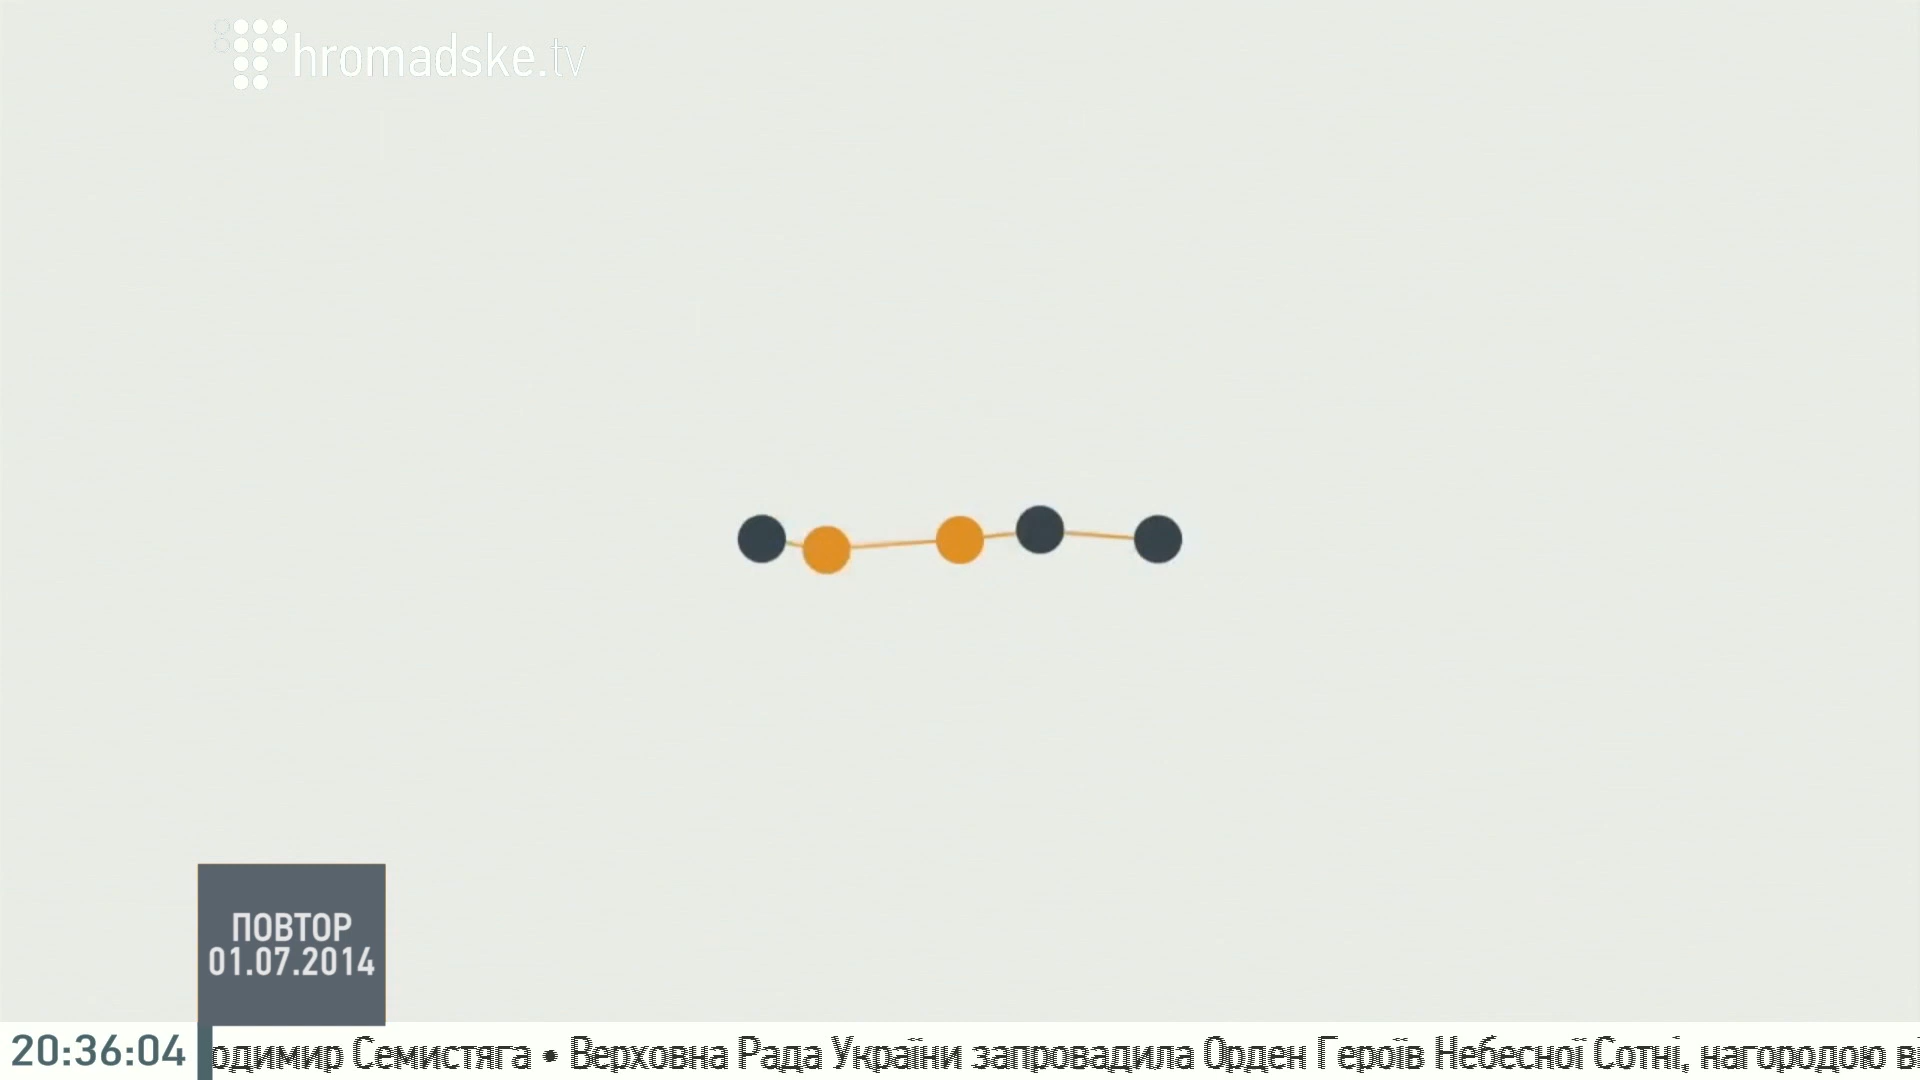 hromadske.tv
ПОВТОР
01.07.2014
20:36:04
одимир Семистяга • Верховна Рада України запровадила Орден Героїв Небесної Сотні, нагородою ві